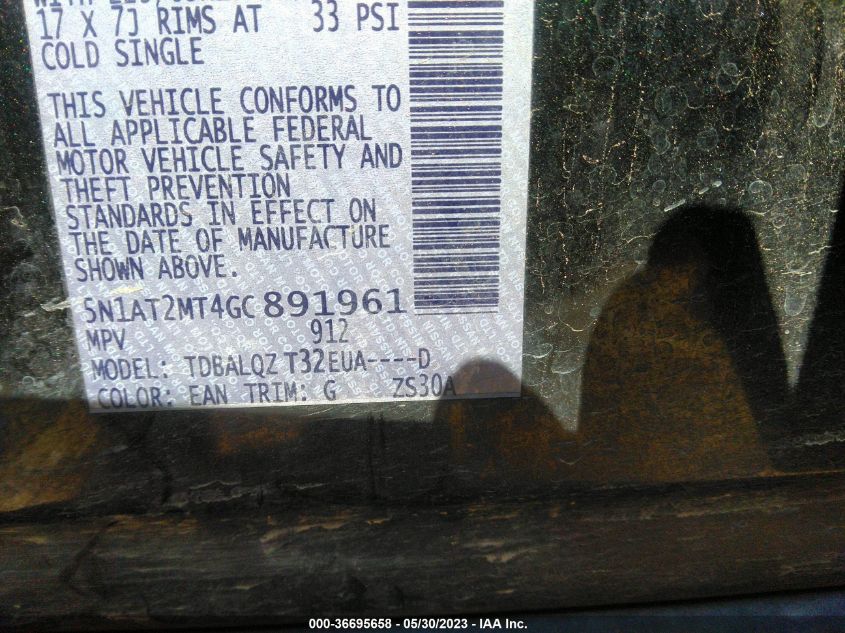 17 X 7J RIMS AT 33 PSI
COLD SINGLE
THIS VEHICLE CONFORMS TO
ALL APPLICABLE FEDERAL
MOTOR VEHICLE SAFETY AND
THEFT PREVENTION
STANDARDS IN EFFECT ON
THE DATE OF MANUFACTURE
SHOWN ABOVE.
5N1AT2MT4GC891961
MPV 912
MODEL: TDBALQZ T32EUA----D
COLOR: EAN TRIM: G ZS30A
000-36695658 - 05/30/2023 - IAA Inc.